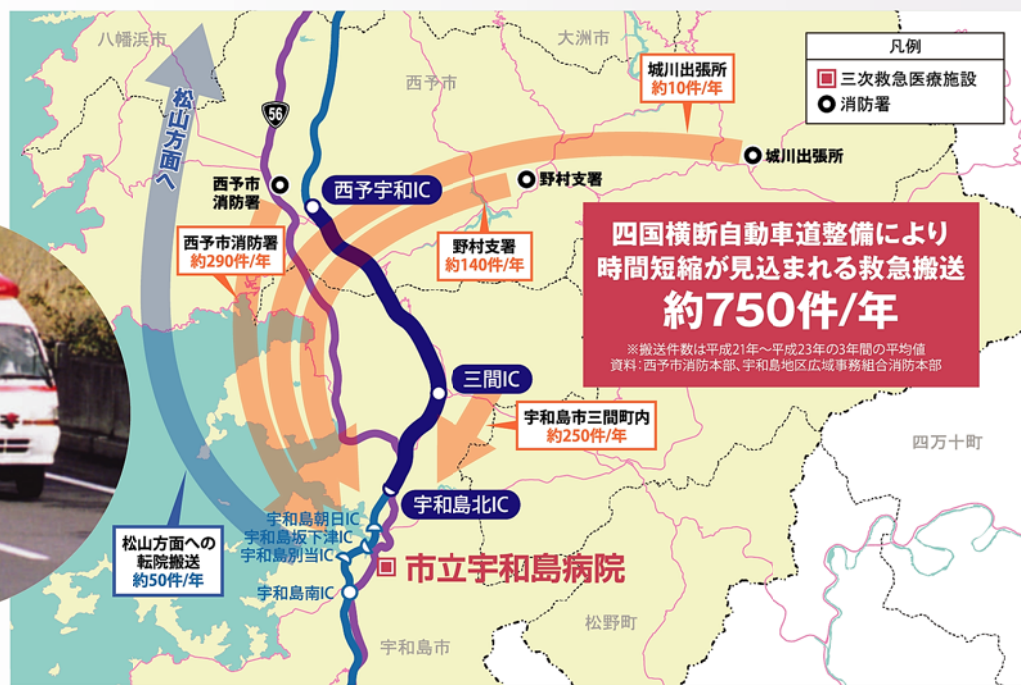 八幡浜市
大洲市
西予市
凡例
三次救急医療施設
消防署
城川出張所
約10件/年
松山方面へ
56
城川出張所
野村支署
西予市
消防署
西予宇和IC
西予市消防署
約290件/年
野村支署
約140件/年
四国横断自動車道整備により
時間短縮が見込まれる救急搬送
約750件/年
※搬送件数は平成21年～平成23年の3年間の平均値
資料：西予市消防本部、宇和島地区広域事務組合消防本部
三間IC
宇和島市三間町内
約250件/年
四万十町
宇和島北IC
宇和島朝日IC
宇和島坂下津IC
宇和島別当IC
松山方面への
転院搬送
約50件/年
市立宇和島病院
宇和島南IC
松野町
宇和島市